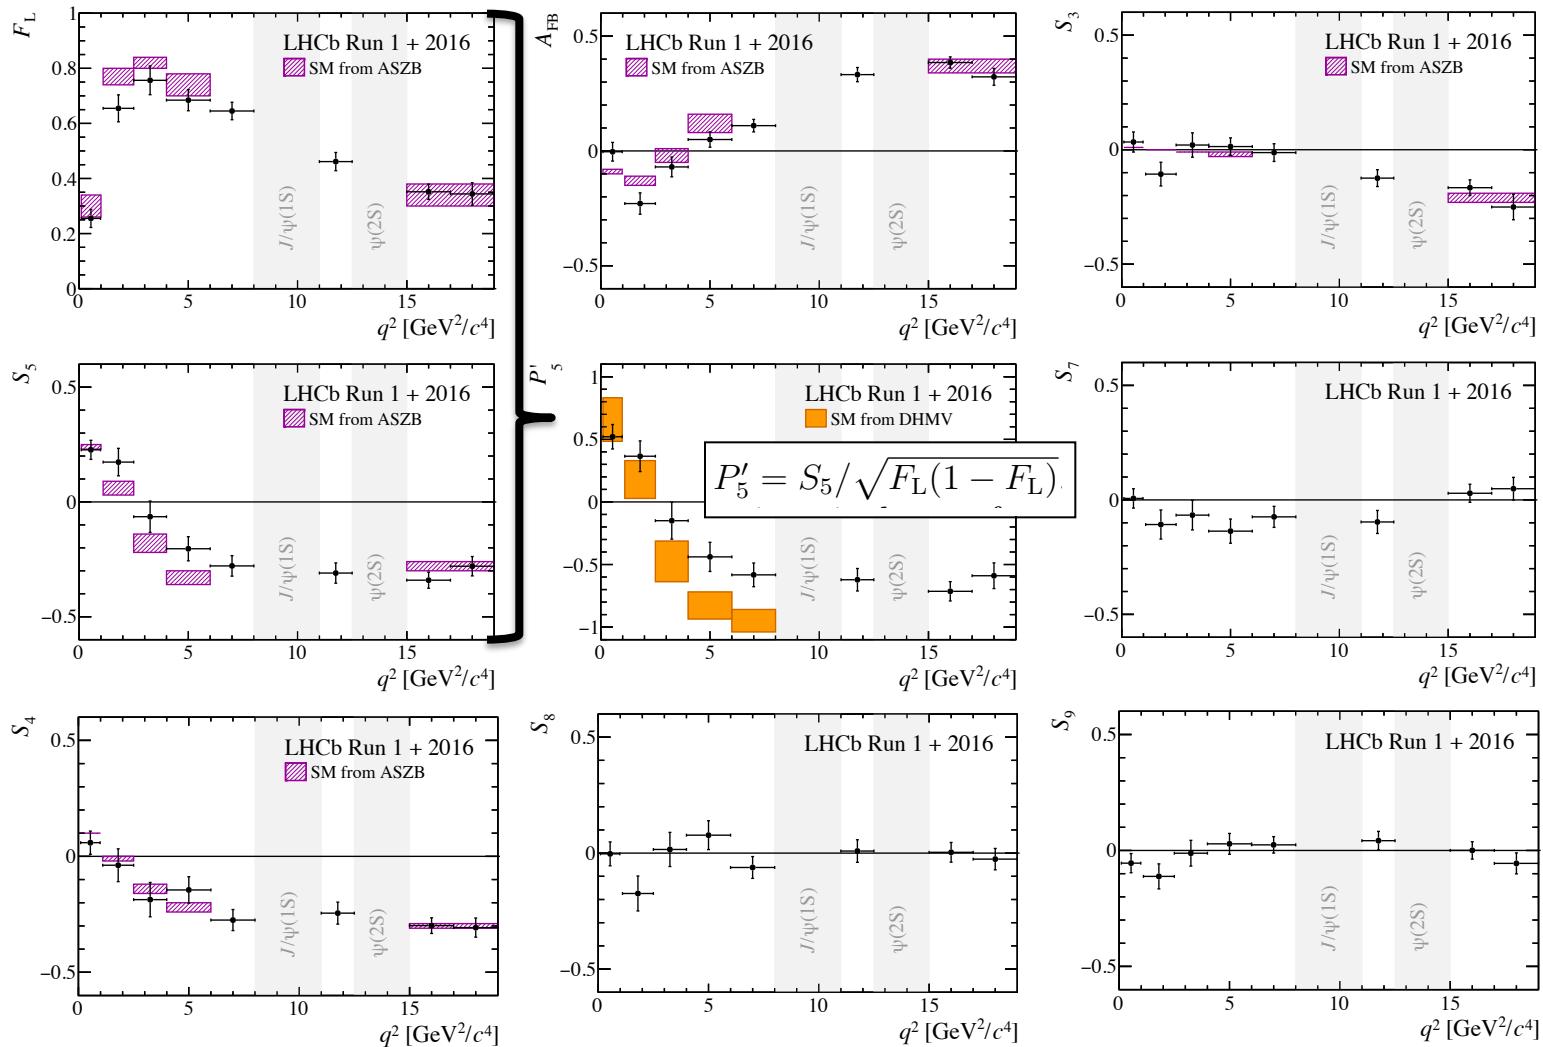 F_L
1
0.8
0.6
0.4
0.2
0
LHCb Run 1 + 2016
SM from ASZB
J/ψ(1S)
ψ(2S)
0 5 10 15
q² [GeV²/c⁴]
A_FB
0.5
0
−0.5
LHCb Run 1 + 2016
SM from ASZB
J/ψ(1S)
ψ(2S)
0 5 10 15
q² [GeV²/c⁴]
S_3
0.5
0
−0.5
LHCb Run 1 + 2016
SM from ASZB
J/ψ(1S)
ψ(2S)
0 5 10 15
q² [GeV²/c⁴]
S_5
0.5
0
−0.5
LHCb Run 1 + 2016
SM from ASZB
J/ψ(1S)
ψ(2S)
0 5 10 15
q² [GeV²/c⁴]
P'_5
1
0.5
0
−0.5
−1
LHCb Run 1 + 2016
SM from DHMV
P'_5 = S_5/√F_L(1 − F_L)
J/ψ(1S)
ψ(2S)
0 5 10 15
q² [GeV²/c⁴]
S_7
0.5
0
−0.5
LHCb Run 1 + 2016
J/ψ(1S)
ψ(2S)
0 5 10 15
q² [GeV²/c⁴]
S_4
0.5
0
−0.5
LHCb Run 1 + 2016
SM from ASZB
J/ψ(1S)
ψ(2S)
0 5 10 15
q² [GeV²/c⁴]
S_8
0.5
0
−0.5
LHCb Run 1 + 2016
J/ψ(1S)
ψ(2S)
0 5 10 15
q² [GeV²/c⁴]
S_9
0.5
0
−0.5
LHCb Run 1 + 2016
J/ψ(1S)
ψ(2S)
0 5 10 15
q² [GeV²/c⁴]